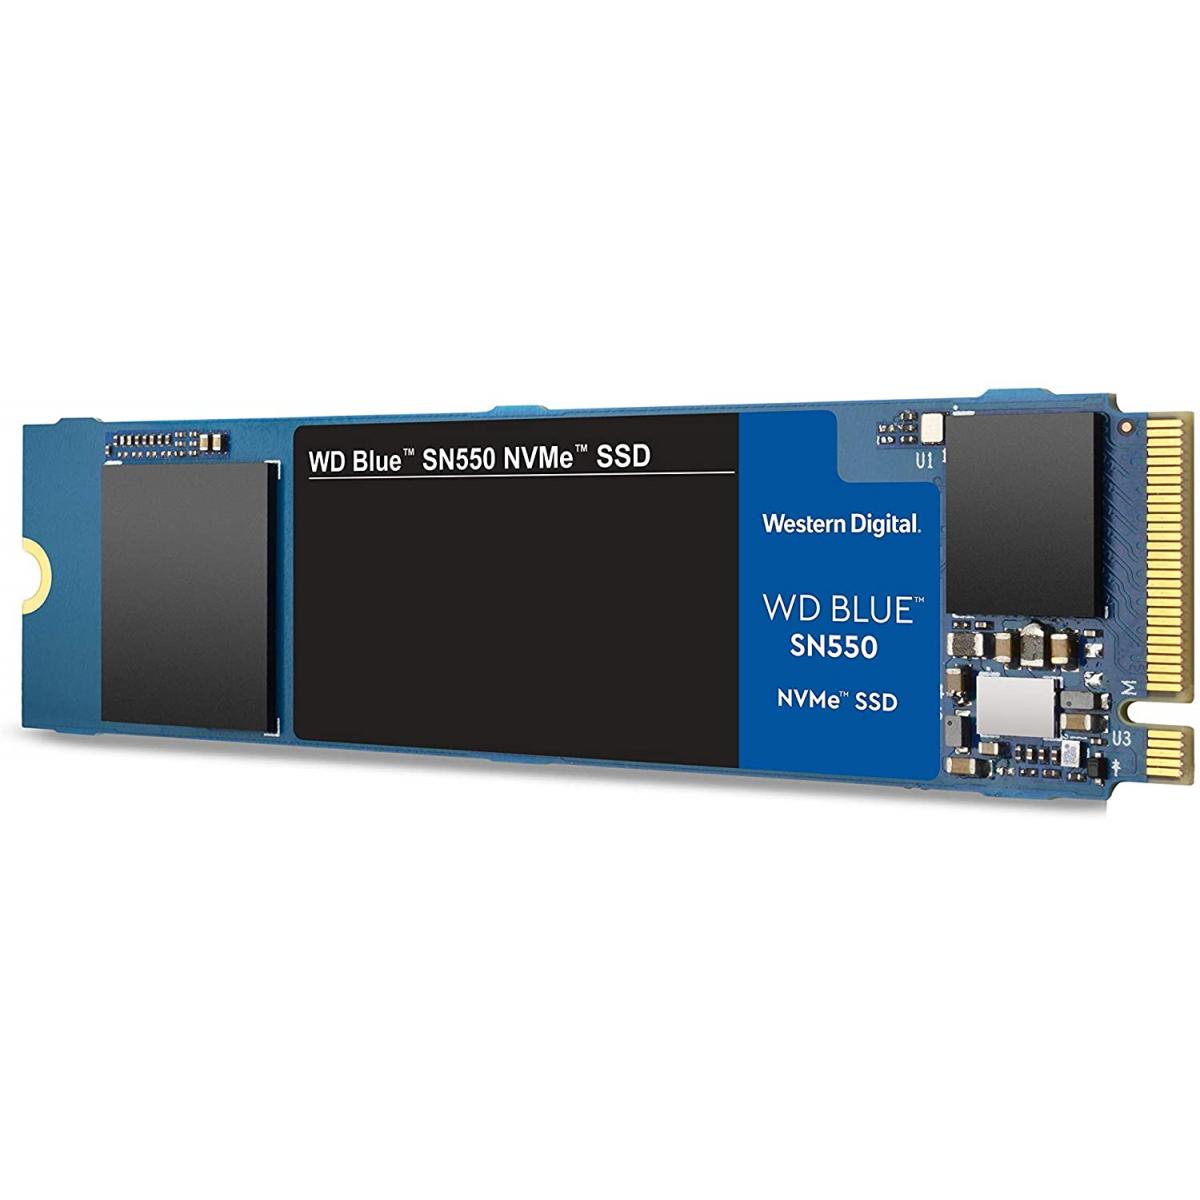 WD Blue™ SN550 NVMe™ SSD
U1
Western Digital.
WD BLUE™
SN550
NVMe™ SSD
M
U3
*